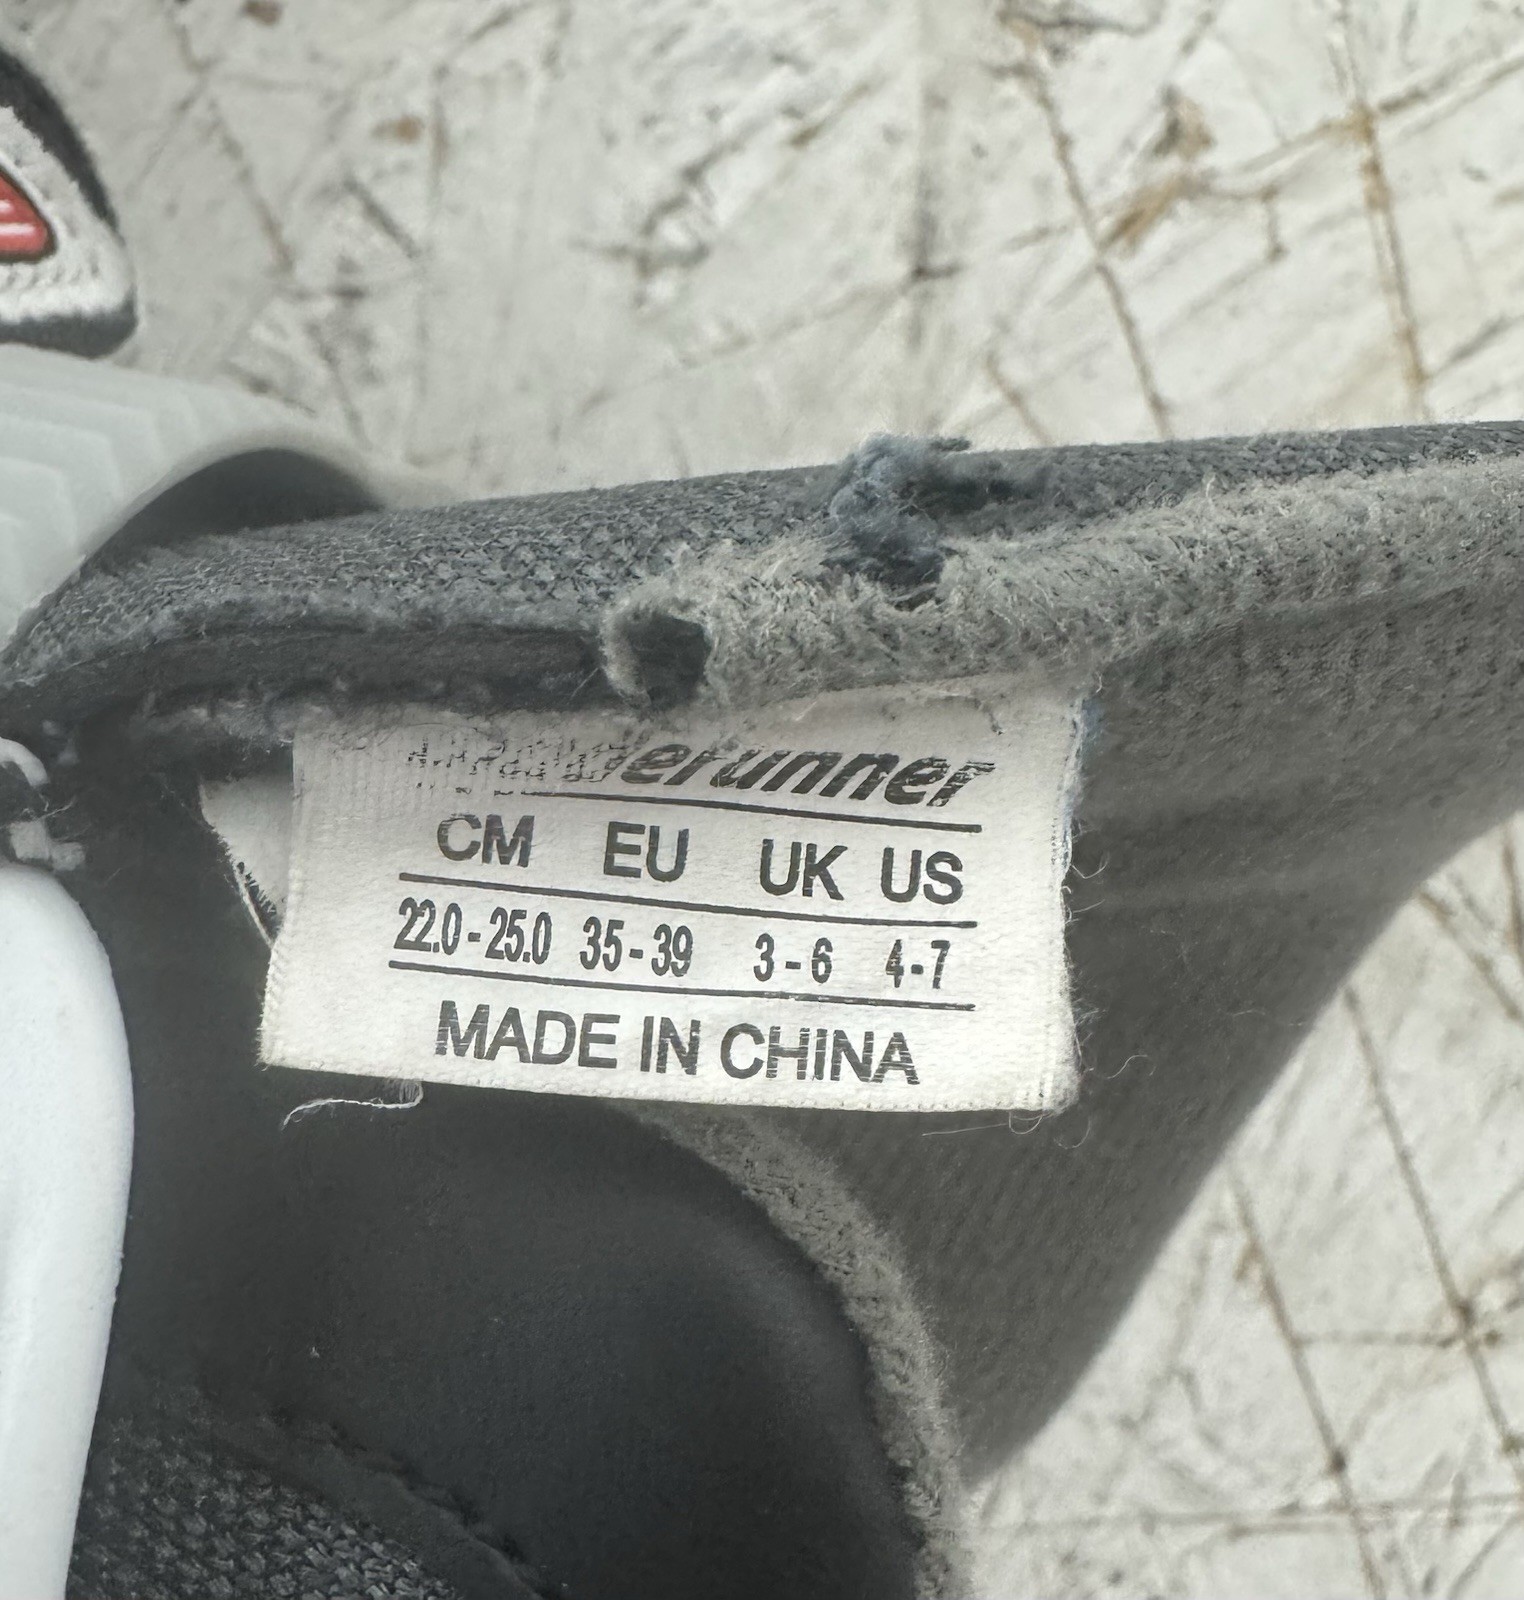 CM EU UK US
22.0-25.0 35-39 3-6 4-7
MADE IN CHINA